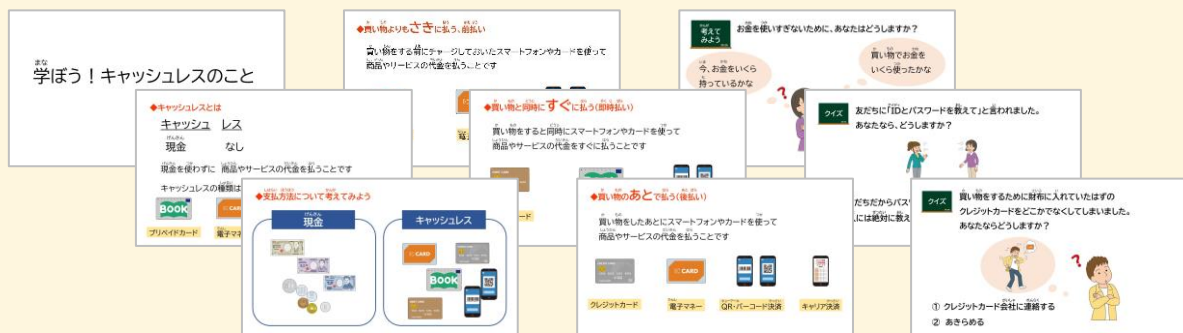 学ぼう!キャッシュレスのこと
◆キャッシュレスとは
キャッシュ レス
現金 なし
現金を使わずに 商品やサービスの代金を払うことです
キャッシュレスの種類は
BOOK
プリペイドカード
◆支払方法について考えてみよう
現金
キャッシュレス
IC CARD
BOOK
◆買い物よりもさきに払う、前払い
買い物をする前にチャージしておいたスマートフォンやカードを使って
商品やサービスの代金を払うことです
◆買い物と同時にすぐに払う(即時払い)
買い物をすると同時にスマートフォンやカードを使って
商品やサービスの代金をすぐに払うことです
◆買い物のあとで払う(後払い)
買い物をしたあとにスマートフォンやカードを使って
商品やサービスの代金を払うことです
IC CARD
クレジットカード
電子マネー
QR・バーコード決済
キャリア決済
考えて
みよう
お金を使いすぎないために、あなたはどうしますか?
今、お金をいくら
持っているかな
買い物でお金を
いくら使ったかな
?
クイズ
友だちに「IDとパスワードを教えて」と言われました。
あなたなら、どうしますか?
クイズ
買い物をするために財布に入れていたはずの
クレジットカードをどこかでなくしてしまいました。
あなたならどうしますか?
?
① クレジットカード会社に連絡する
② あきらめる